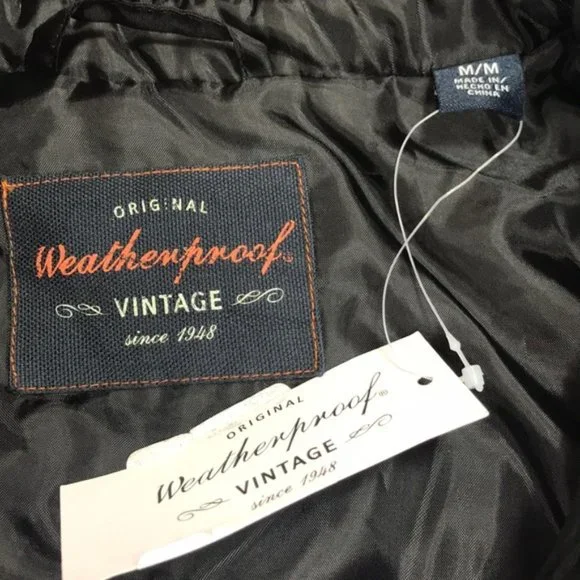 M/M
MADE IN/
HECHO EN
CHINA
ORIGINAL
Weatherproof®
VINTAGE
since 1948
ORIGINAL
Weatherproof®
VINTAGE
since 1948